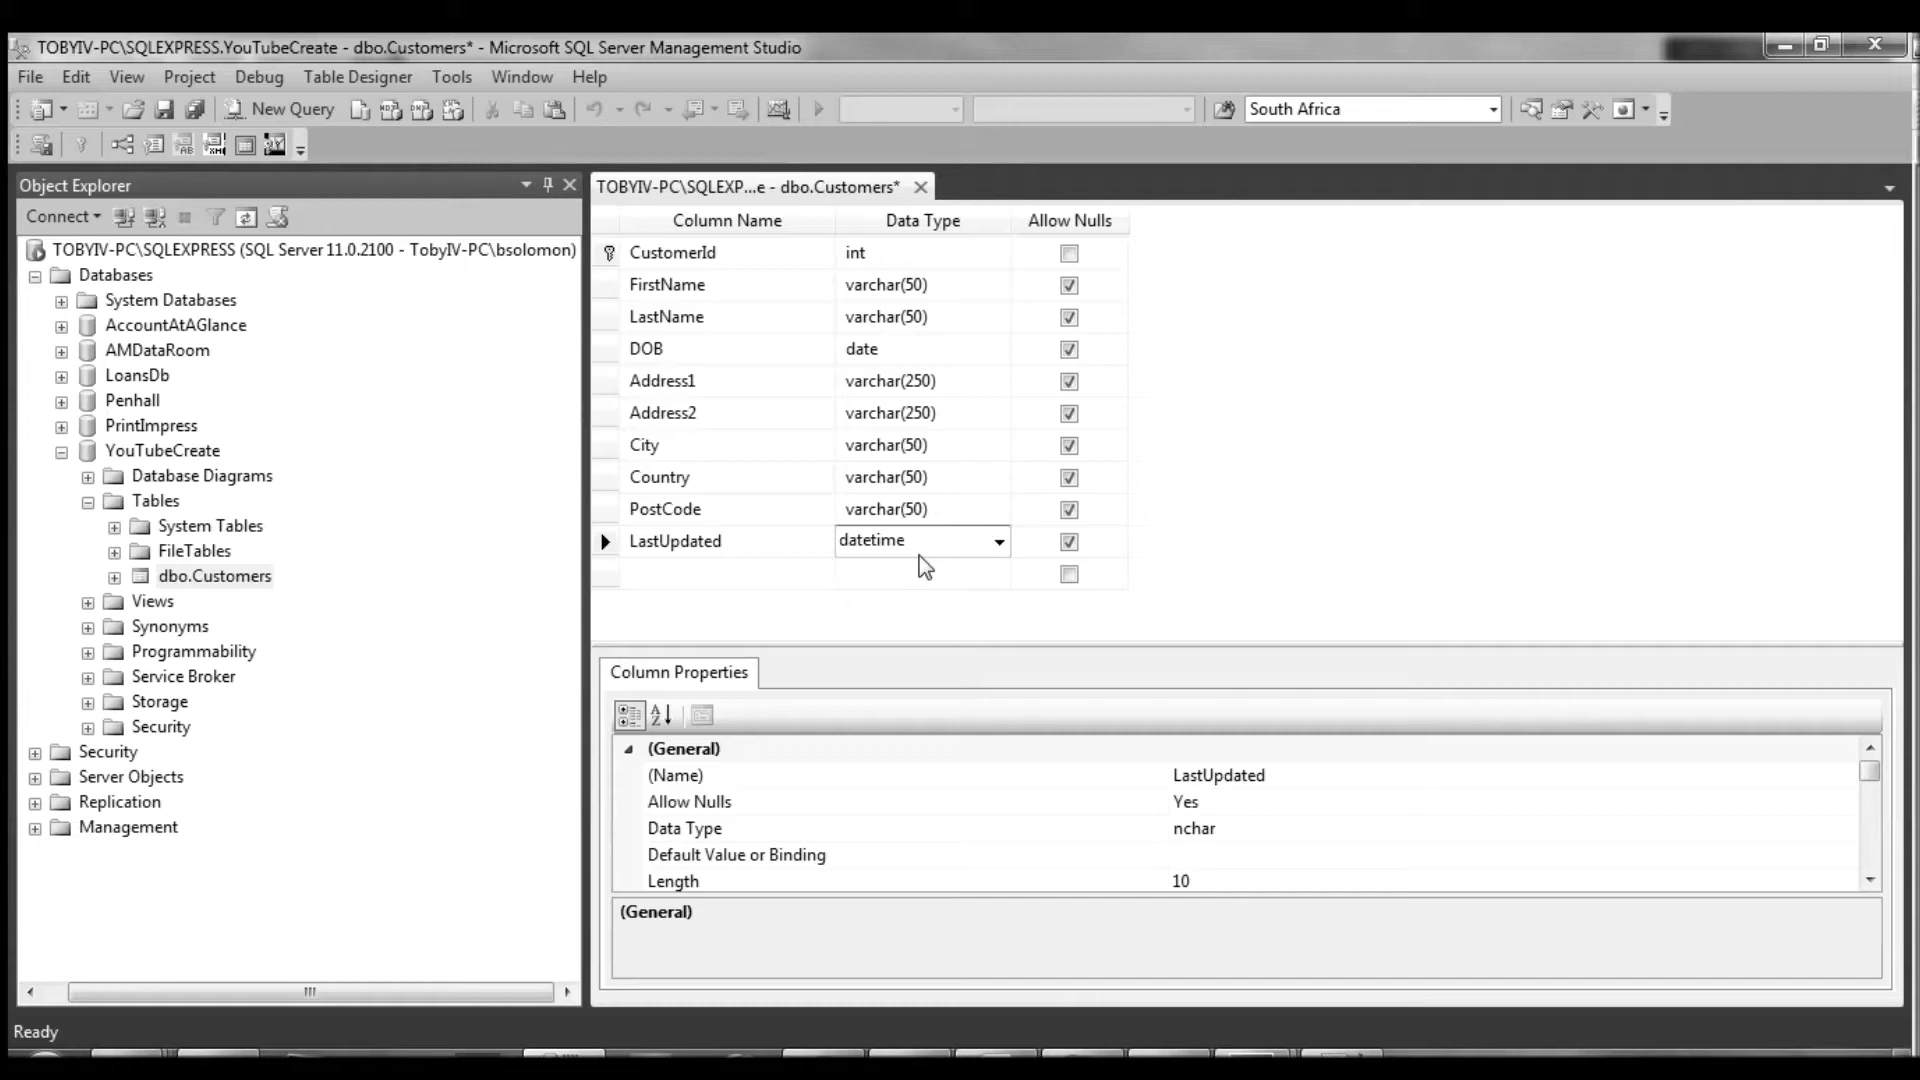 TOBYIV-PC\SQLEXPRESS.YouTubeCreate - dbo.Customers* - Microsoft SQL Server Management Studio
File Edit View Project Debug Table Designer Tools Window Help
New Query South Africa
Object Explorer
Connect
TOBYIV-PC\SQLEXPRESS (SQL Server 11.0.2100 - TobyIV-PC\bsolomon)
Databases
System Databases
AccountAtAGlance
AMDataRoom
LoansDb
Penhall
PrintImpress
YouTubeCreate
Database Diagrams
Tables
System Tables
FileTables
dbo.Customers
Views
Synonyms
Programmability
Service Broker
Storage
Security
Security
Server Objects
Replication
Management
TOBYIV-PC\SQLEXP...e - dbo.Customers*
Column Name Data Type Allow Nulls
CustomerId int
FirstName varchar(50)
LastName varchar(50)
DOB date
Address1 varchar(250)
Address2 varchar(250)
City varchar(50)
Country varchar(50)
PostCode varchar(50)
LastUpdated datetime
Column Properties
(General)
(Name) LastUpdated
Allow Nulls Yes
Data Type nchar
Default Value or Binding
Length 10
(General)
Ready